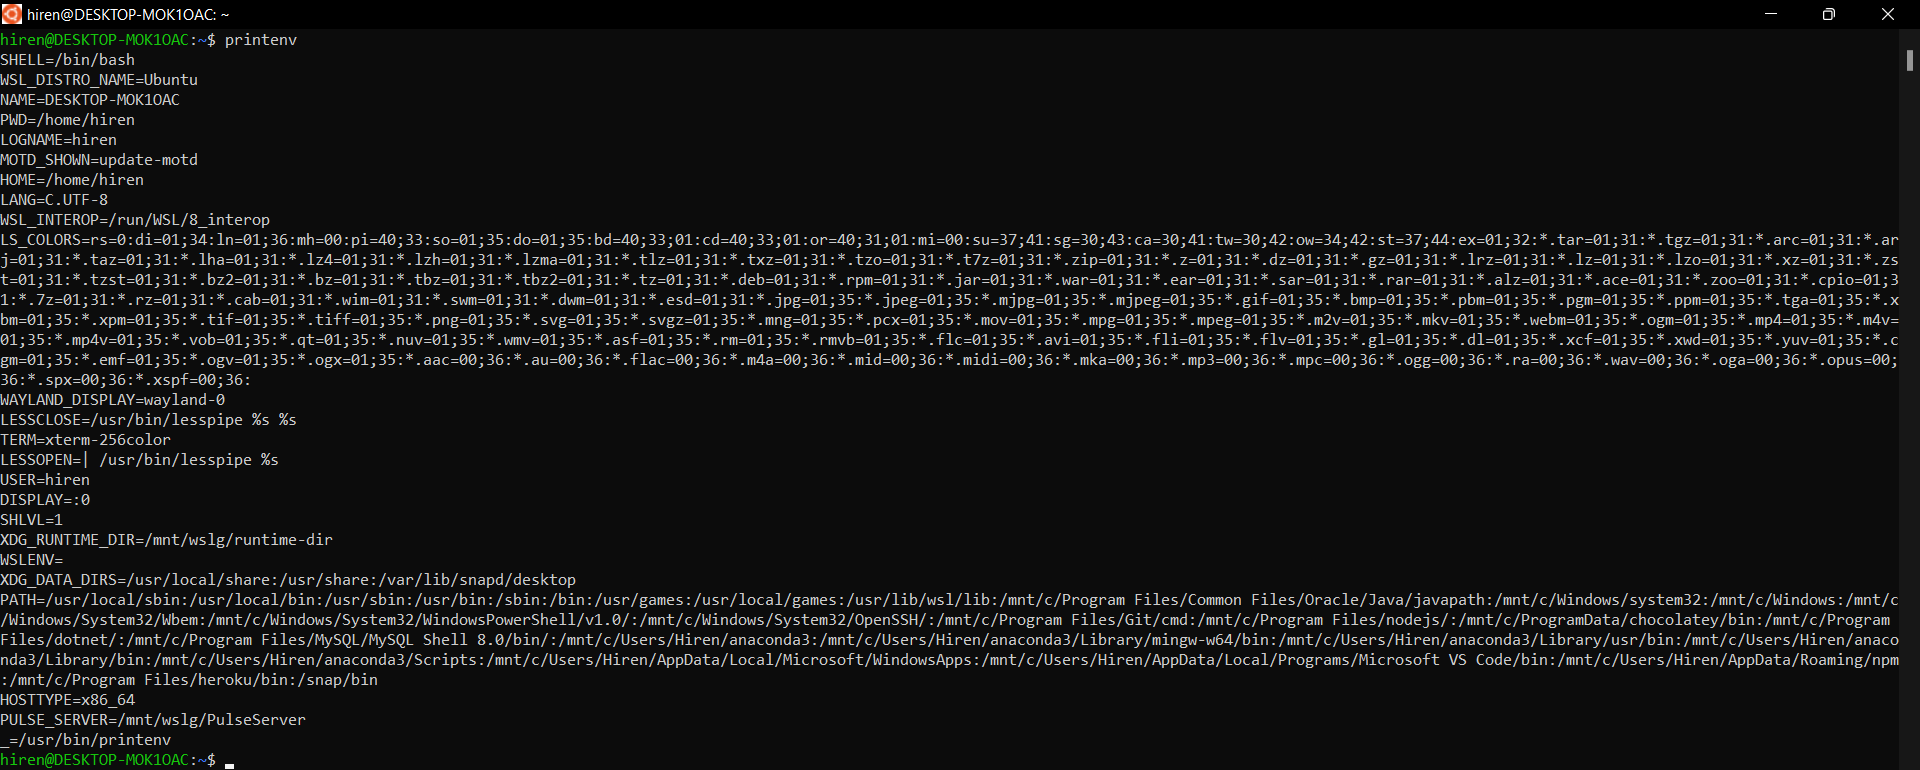 hiren@DESKTOP-MOK1OAC: ~
hiren@DESKTOP-MOK1OAC:~$ printenv
SHELL=/bin/bash
WSL_DISTRO_NAME=Ubuntu
NAME=DESKTOP-MOK1OAC
PWD=/home/hiren
LOGNAME=hiren
MOTD_SHOWN=update-motd
HOME=/home/hiren
LANG=C.UTF-8
WSL_INTEROP=/run/WSL/8_interop
LS_COLORS=rs=0:di=01;34:ln=01;36:mh=00:pi=40;33:so=01;35:do=01;35:bd=40;33;01:cd=40;33;01:or=40;31;01:mi=00:su=37;41:sg=30;43:ca=30;41:tw=30;42:ow=34;42:st=37;44:ex=01;32:*.tar=01;31:*.tgz=01;31:*.arc=01;31:*.ar
j=01;31:*.taz=01;31:*.lha=01;31:*.lz4=01;31:*.lzh=01;31:*.lzma=01;31:*.tlz=01;31:*.txz=01;31:*.tzo=01;31:*.t7z=01;31:*.zip=01;31:*.z=01;31:*.dz=01;31:*.gz=01;31:*.lrz=01;31:*.lz=01;31:*.lzo=01;31:*.xz=01;31:*.zs
t=01;31:*.tzst=01;31:*.bz2=01;31:*.bz=01;31:*.tbz=01;31:*.tbz2=01;31:*.tz=01;31:*.deb=01;31:*.rpm=01;31:*.jar=01;31:*.war=01;31:*.ear=01;31:*.sar=01;31:*.rar=01;31:*.alz=01;31:*.ace=01;31:*.zoo=01;31:*.cpio=01;3
1:*.7z=01;31:*.rz=01;31:*.cab=01;31:*.wim=01;31:*.swm=01;31:*.dwm=01;31:*.esd=01;31:*.jpg=01;35:*.jpeg=01;35:*.mjpg=01;35:*.mjpeg=01;35:*.gif=01;35:*.bmp=01;35:*.pbm=01;35:*.pgm=01;35:*.ppm=01;35:*.tga=01;35:*.x
bm=01;35:*.xpm=01;35:*.tif=01;35:*.tiff=01;35:*.png=01;35:*.svg=01;35:*.svgz=01;35:*.mng=01;35:*.pcx=01;35:*.mov=01;35:*.mpg=01;35:*.mpeg=01;35:*.m2v=01;35:*.mkv=01;35:*.webm=01;35:*.ogm=01;35:*.mp4=01;35:*.m4v=
01;35:*.mp4v=01;35:*.vob=01;35:*.qt=01;35:*.nuv=01;35:*.wmv=01;35:*.asf=01;35:*.rm=01;35:*.rmvb=01;35:*.flc=01;35:*.avi=01;35:*.fli=01;35:*.flv=01;35:*.gl=01;35:*.dl=01;35:*.xcf=01;35:*.xwd=01;35:*.yuv=01;35:*.c
gm=01;35:*.emf=01;35:*.ogv=01;35:*.ogx=01;35:*.aac=00;36:*.au=00;36:*.flac=00;36:*.m4a=00;36:*.mid=00;36:*.midi=00;36:*.mka=00;36:*.mp3=00;36:*.mpc=00;36:*.ogg=00;36:*.ra=00;36:*.wav=00;36:*.oga=00;36:*.opus=00;
36:*.spx=00;36:*.xspf=00;36:
WAYLAND_DISPLAY=wayland-0
LESSCLOSE=/usr/bin/lesspipe %s %s
TERM=xterm-256color
LESSOPEN=| /usr/bin/lesspipe %s
USER=hiren
DISPLAY=:0
SHLVL=1
XDG_RUNTIME_DIR=/mnt/wslg/runtime-dir
WSLENV=
XDG_DATA_DIRS=/usr/local/share:/usr/share:/var/lib/snapd/desktop
PATH=/usr/local/sbin:/usr/local/bin:/usr/sbin:/usr/bin:/sbin:/bin:/usr/games:/usr/local/games:/usr/lib/wsl/lib:/mnt/c/Program Files/Common Files/Oracle/Java/javapath:/mnt/c/Windows/system32:/mnt/c/Windows:/mnt/c
/Windows/System32/Wbem:/mnt/c/Windows/System32/WindowsPowerShell/v1.0/:/mnt/c/Windows/System32/OpenSSH/:/mnt/c/Program Files/Git/cmd:/mnt/c/Program Files/nodejs/:/mnt/c/ProgramData/chocolatey/bin:/mnt/c/Program
Files/dotnet/:/mnt/c/Program Files/MySQL/MySQL Shell 8.0/bin/:/mnt/c/Users/Hiren/anaconda3:/mnt/c/Users/Hiren/anaconda3/Library/mingw-w64/bin:/mnt/c/Users/Hiren/anaconda3/Library/usr/bin:/mnt/c/Users/Hiren/anaco
nda3/Library/bin:/mnt/c/Users/Hiren/anaconda3/Scripts:/mnt/c/Users/Hiren/AppData/Local/Microsoft/WindowsApps:/mnt/c/Users/Hiren/AppData/Local/Programs/Microsoft VS Code/bin:/mnt/c/Users/Hiren/AppData/Roaming/npm
:/mnt/c/Program Files/heroku/bin:/snap/bin
HOSTTYPE=x86_64
PULSE_SERVER=/mnt/wslg/PulseServer
_=/usr/bin/printenv
hiren@DESKTOP-MOK1OAC:~$